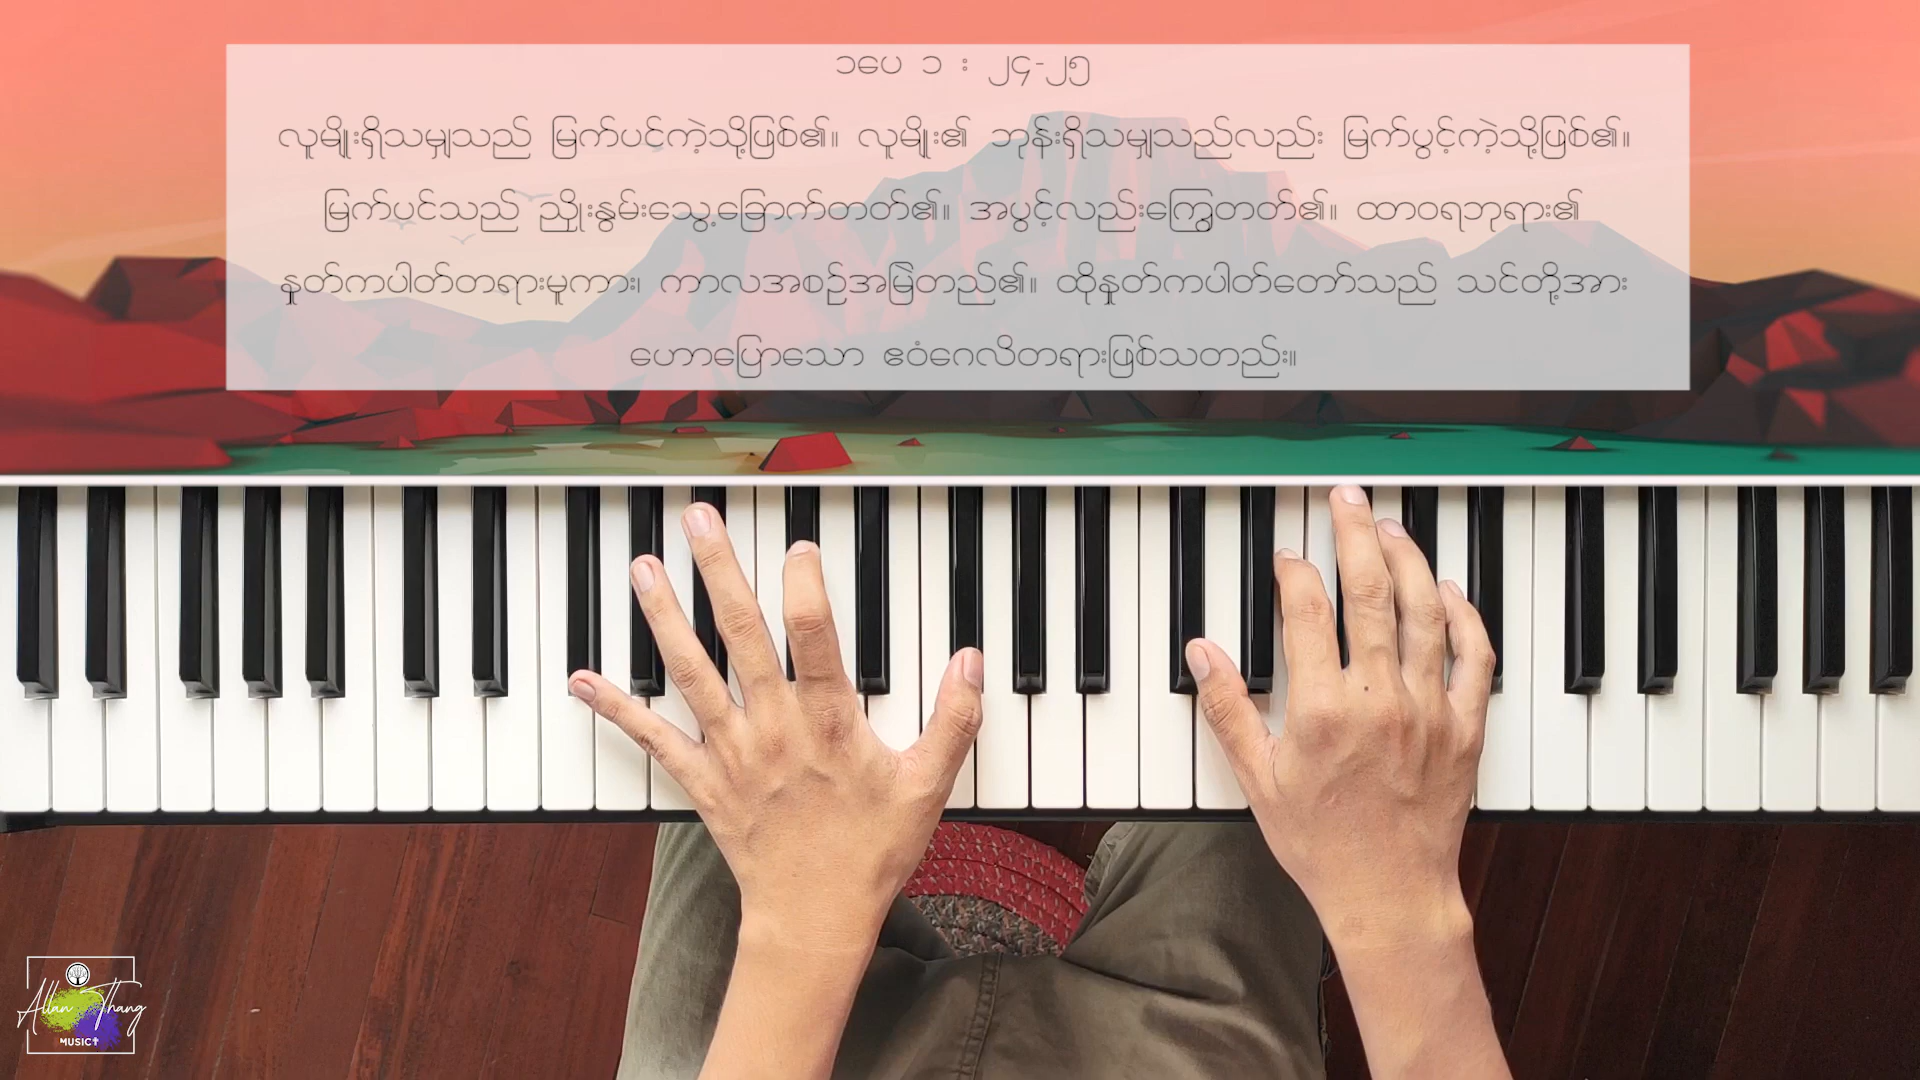 ၁ပေ ၁ : ၂၄-၂၅
လူမျိုးရှိသမျှသည် မြက်ပင်ကဲ့သို့ဖြစ်၏။ လူမျိုး၏ ဘုန်းရှိသမျှသည်လည်း မြက်ပွင့်ကဲ့သို့ဖြစ်၏။
မြက်ပင်သည် ညှိုးနွမ်းသွေ့ခြောက်တတ်၏။ အပွင့်လည်းကြွေတတ်၏။ ထာဝရဘုရား၏
နှုတ်ကပါတ်တရားမူကား၊ ကာလအစဉ်အမြဲတည်၏။ ထိုနှုတ်ကပါတ်တော်သည် သင်တို့အား
ဟောပြောသော ဧဝံဂေလိတရားဖြစ်သတည်း။
Allan Thang
MUSIC